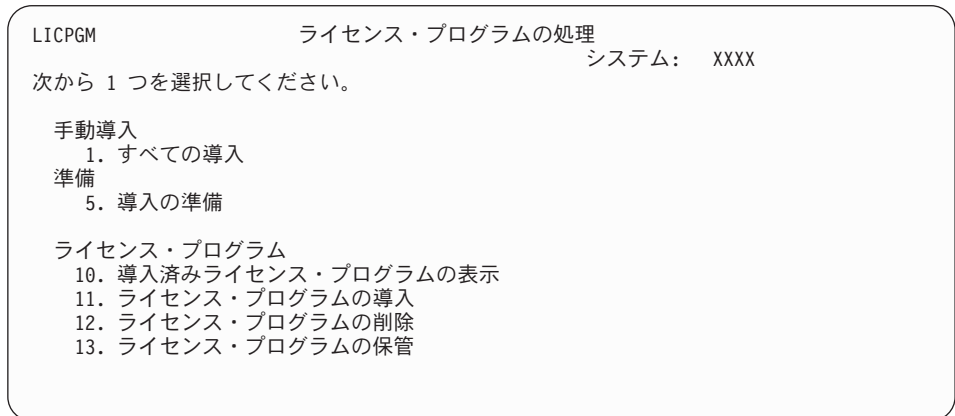 LICPGM ライセンス・プログラムの処理
システム: XXXX
次から 1 つを選択してください。
手動導入
1. すべての導入
準備
5. 導入の準備
ライセンス・プログラム
10. 導入済みライセンス・プログラムの表示
11. ライセンス・プログラムの導入
12. ライセンス・プログラムの削除
13. ライセンス・プログラムの保管